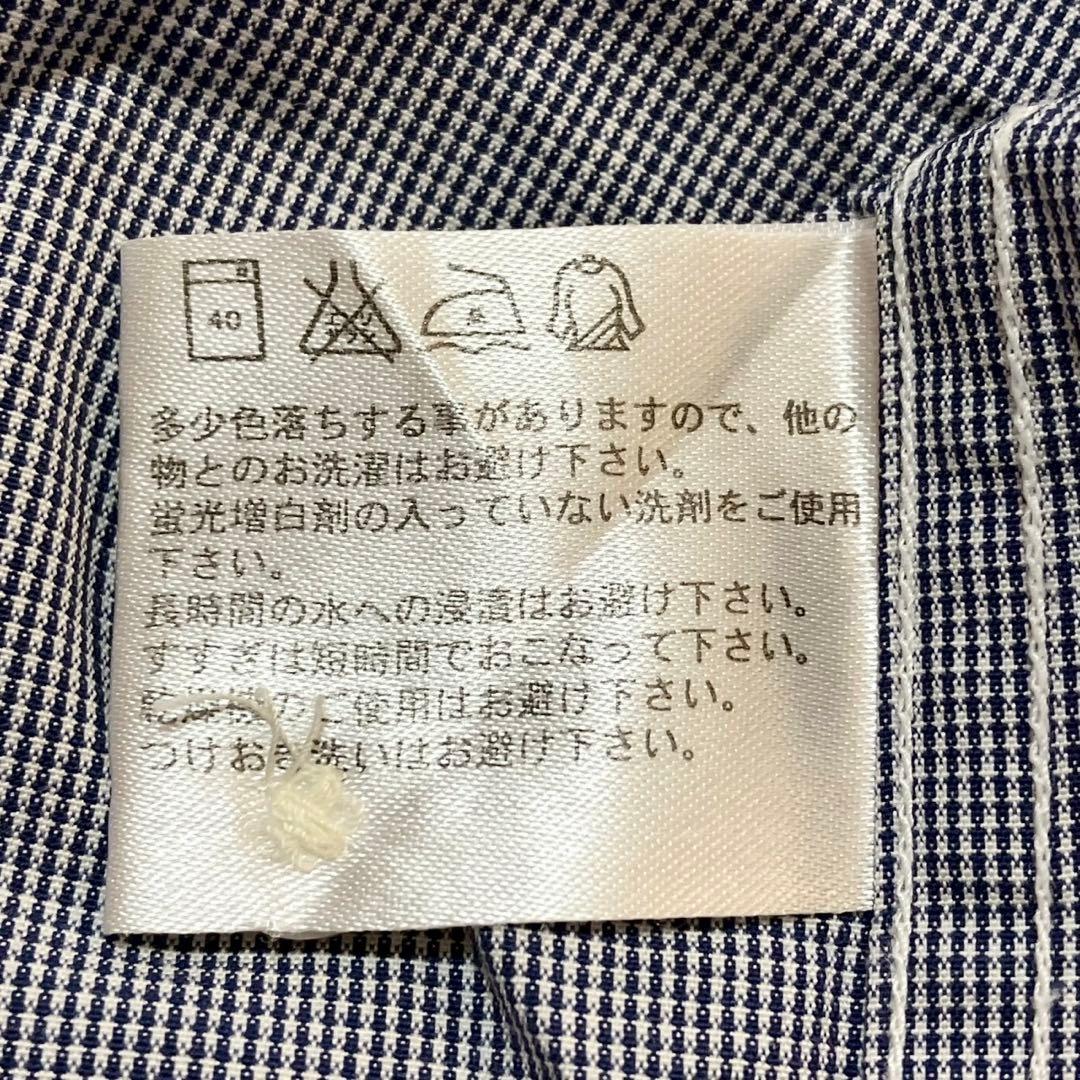 40
多少色落ちする事がありますので、他の
物とのお洗濯はお避け下さい。
蛍光増白剤の入っていない洗剤をご使用
下さい。
長時間の水への浸漬はお避け下さい。
すすぎは短時間でおこなって下さい。
乾燥機のご使用はお避け下さい。
つけおき洗いはお避け下さい。